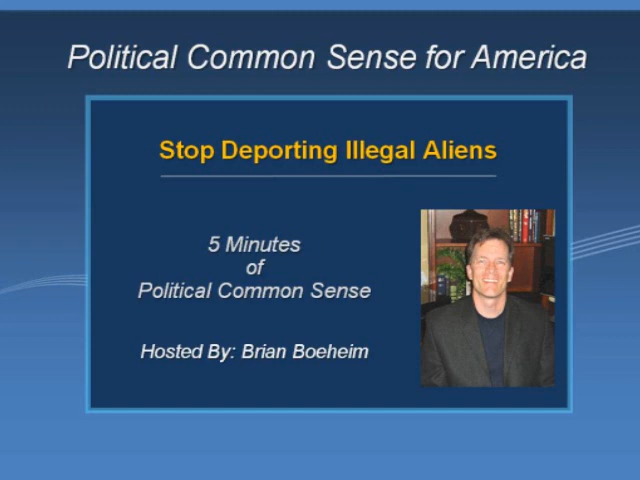 Political Common Sense for America
Stop Deporting Illegal Aliens
5 Minutes
of
Political Common Sense
Hosted By: Brian Boeheim